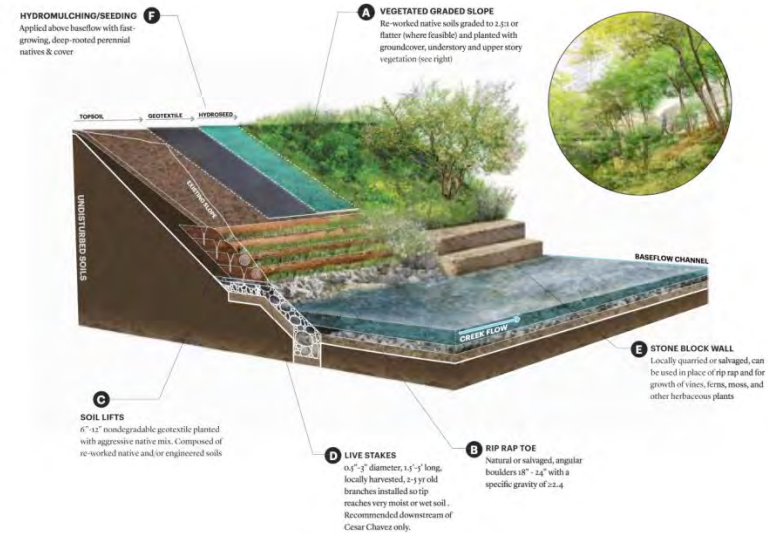 HYDROMULCHING/SEEDING
F
Applied above baseflow with fast-
growing, deep-rooted perennial
natives & cover
A
VEGETATED GRADED SLOPE
Re-worked native soils graded to 2.5:1 or
flatter (where feasible) and planted with
groundcover, understory and upper story
vegetation (see right)
TOPSOIL
GEOTEXTILE
HYDROSEED
EXISTING SLOPE
UNDISTURBED SOILS
BASEFLOW CHANNEL
CREEK FLOW
E
STONE BLOCK WALL
Locally quarried or salvaged, can
be used in place of rip rap and for
growth of vines, ferns, moss, and
other herbaceous plants
C
SOIL LIFTS
6"-12" nondegradable geotextile planted
with aggressive native mix. Composed of
re-worked native and/or engineered soils
D
LIVE STAKES
0.5"-3" diameter, 1.5'-5' long,
locally harvested, 2-5 yr old
branches installed so tip
reaches very moist or wet soil.
Recommended downstream of
Cesar Chavez only.
B
RIP RAP TOE
Natural or salvaged, angular
boulders 18" - 24" with a
specific gravity of ≥2.4